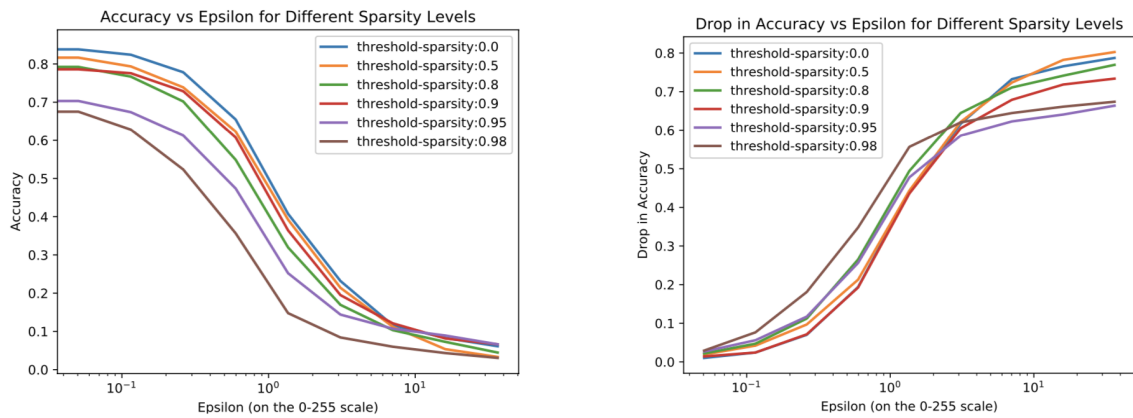 Accuracy vs Epsilon for Different Sparsity Levels
threshold-sparsity:0.0
threshold-sparsity:0.5
threshold-sparsity:0.8
threshold-sparsity:0.9
threshold-sparsity:0.95
threshold-sparsity:0.98
Accuracy
0.8
0.7
0.6
0.5
0.4
0.3
0.2
0.1
0.0
10⁻¹
10⁰
10¹
Epsilon (on the 0-255 scale)
Drop in Accuracy vs Epsilon for Different Sparsity Levels
threshold-sparsity:0.0
threshold-sparsity:0.5
threshold-sparsity:0.8
threshold-sparsity:0.9
threshold-sparsity:0.95
threshold-sparsity:0.98
Drop in Accuracy
0.8
0.7
0.6
0.5
0.4
0.3
0.2
0.1
0.0
10⁻¹
10⁰
10¹
Epsilon (on the 0-255 scale)